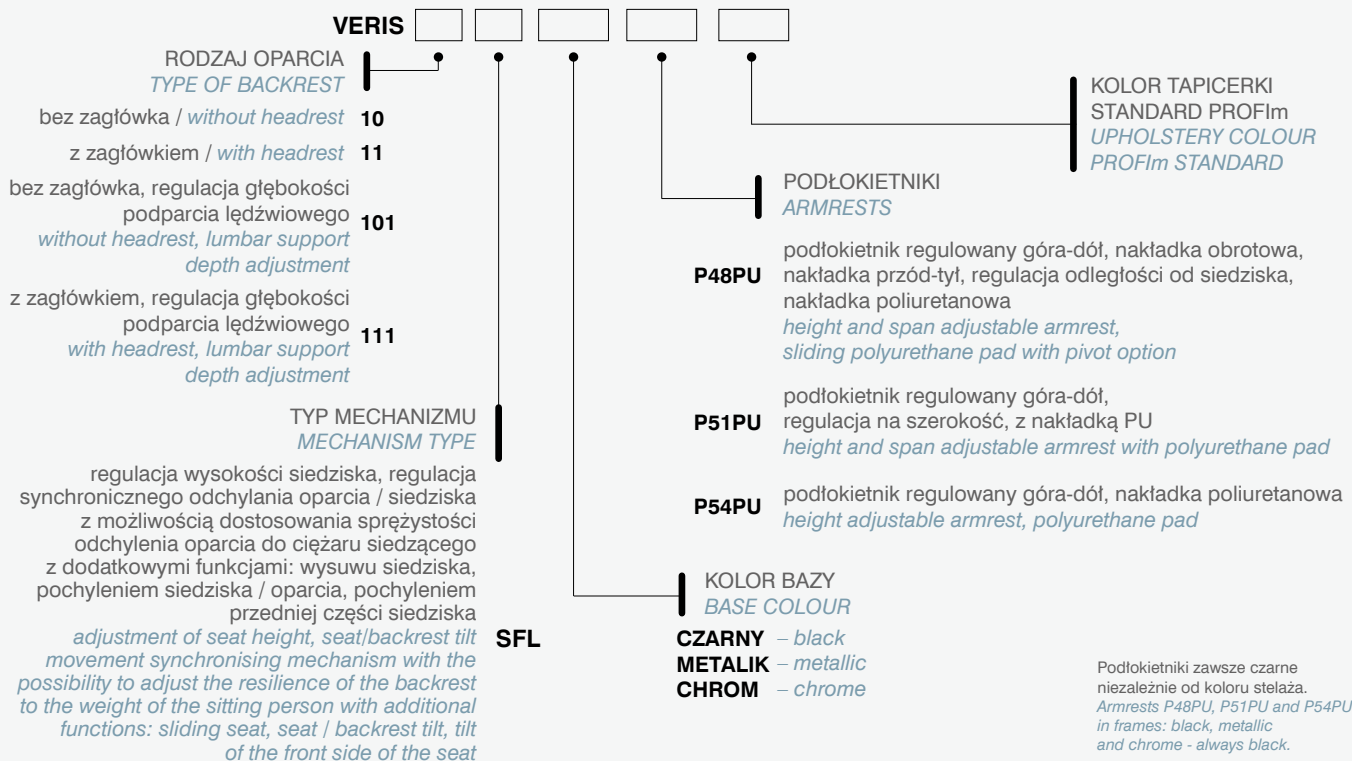 VERIS
RODZAJ OPARCIA
TYPE OF BACKREST
bez zagłówka / without headrest 10
z zagłówkiem / with headrest 11
bez zagłówka, regulacja głębokości
podparcia lędźwiowego
101
without headrest, lumbar support
depth adjustment
z zagłówkiem, regulacja głębokości
podparcia lędźwiowego
111
with headrest, lumbar support
depth adjustment
TYP MECHANIZMU
MECHANISM TYPE
regulacja wysokości siedziska, regulacja
synchronicznego odchylania oparcia / siedziska
z możliwością dostosowania sprężystości
odchylenia oparcia do ciężaru siedzącego
z dodatkowymi funkcjami: wysuwu siedziska,
pochyleniem siedziska / oparcia, pochyleniem
przedniej części siedziska
adjustment of seat height, seat/backrest tilt
SFL
movement synchronising mechanism with the
possibility to adjust the resilience of the backrest
to the weight of the sitting person with additional
functions: sliding seat, seat / backrest tilt, tilt
of the front side of the seat
KOLOR BAZY
BASE COLOUR
CZARNY – black
METALIK – metallic
CHROM – chrome
PODŁOKIETNIKI
ARMRESTS
podłokietnik regulowany góra-dół, nakładka obrotowa,
P48PU nakładka przód-tył, regulacja odległości od siedziska,
nakładka poliuretanowa
height and span adjustable armrest,
sliding polyurethane pad with pivot option
podłokietnik regulowany góra-dół,
P51PU regulacja na szerokość, z nakładką PU
height and span adjustable armrest with polyurethane pad
P54PU podłokietnik regulowany góra-dół, nakładka poliuretanowa
height adjustable armrest, polyurethane pad
KOLOR TAPICERKI
STANDARD PROFIm
UPHOLSTERY COLOUR
PROFIm STANDARD
Podłokietniki zawsze czarne
niezależnie od koloru stelaża.
Armrests P48PU, P51PU and P54PU
in frames: black, metallic
and chrome - always black.